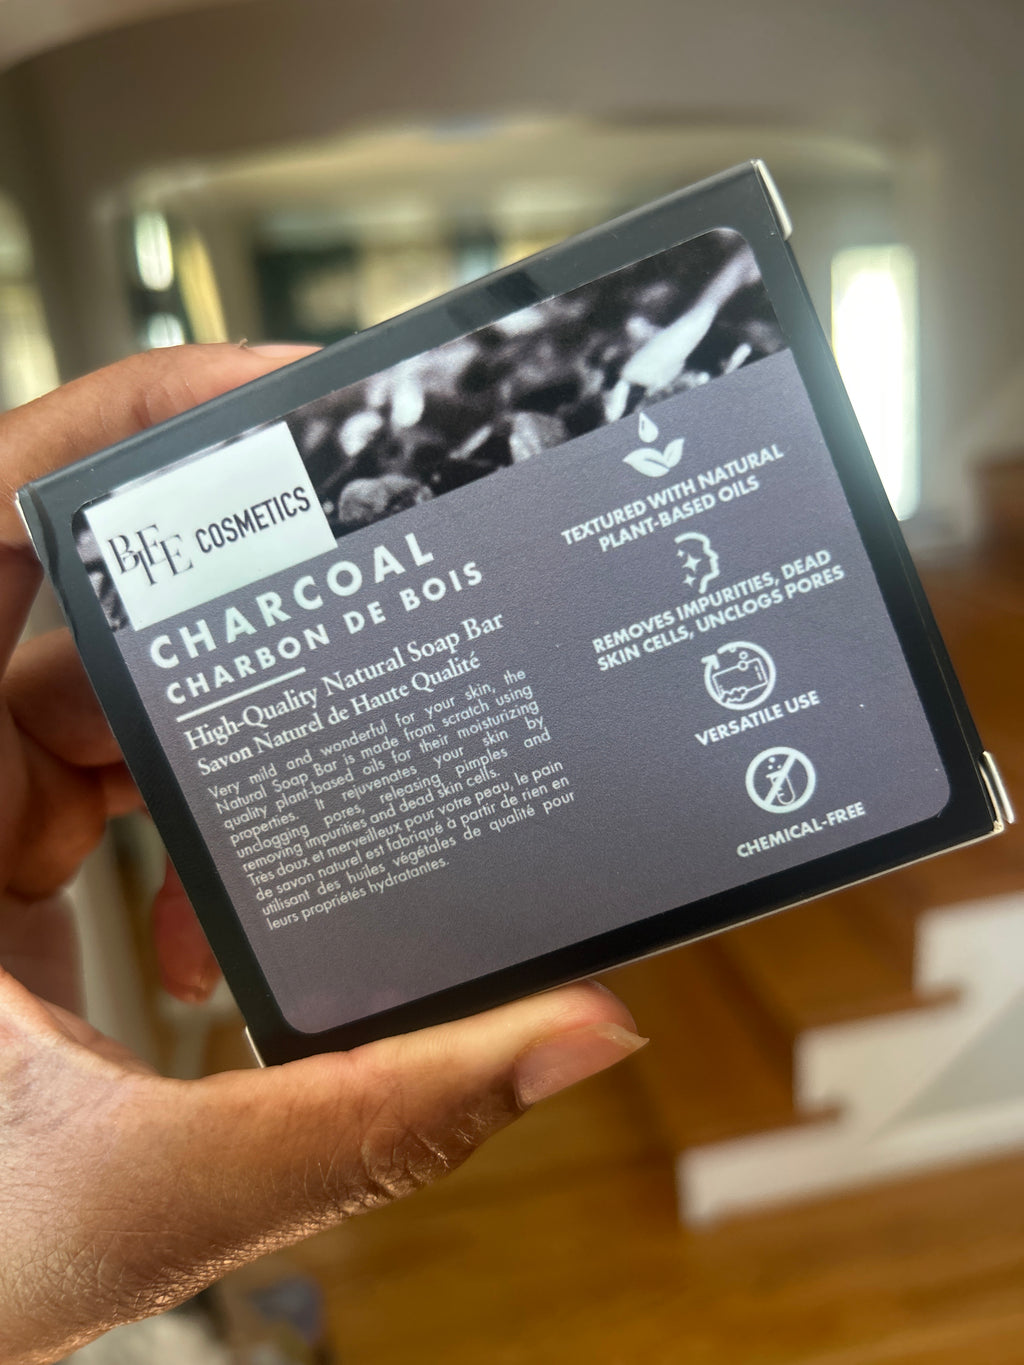 COSMETICS
CHARCOAL
CHARBON DE BOIS
High-Quality Natural Soap Bar
Savon Naturel de Haute Qualité
Very mild and wonderful for your skin, the
Natural Soap Bar is made from scratch using
quality plant-based oils for their moisturizing
properties. It rejuvenates your skin by
unclogging pores, releasing pimples and
removing impurities and dead skin cells.
Très doux et merveilleux pour votre peau, le pain
de savon naturel est fabriqué à partir de rien en
utilisant des huiles végétales de qualité pour
leurs propriétés hydratantes.
TEXTURED WITH NATURAL
PLANT-BASED OILS
REMOVES IMPURITIES, DEAD
SKIN CELLS, UNCLOGS PORES
VERSATILE USE
CHEMICAL-FREE